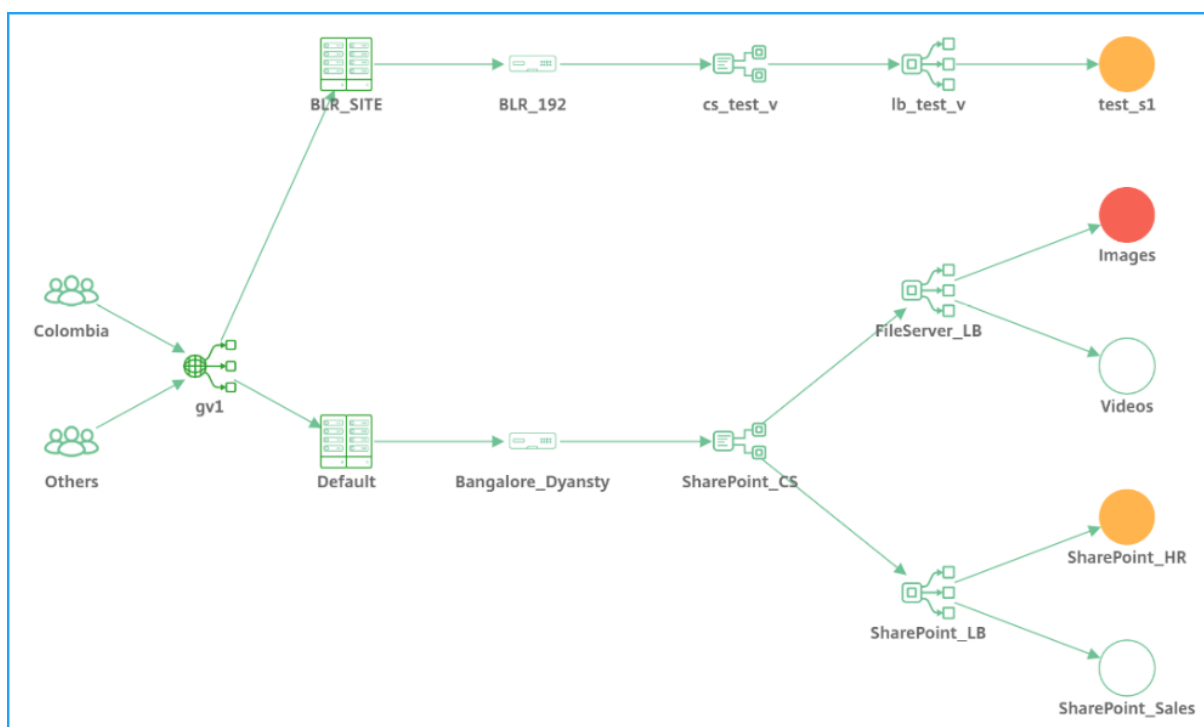 BLR_SITE
BLR_192
cs_test_v
lb_test_v
test_s1
Images
Colombia
FileServer_LB
gv1
Videos
Others
Default
Bangalore_Dyansty
SharePoint_CS
SharePoint_HR
SharePoint_LB
SharePoint_Sales